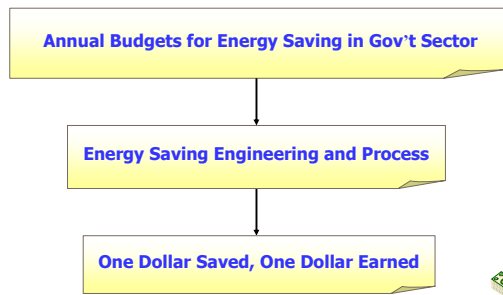 Annual Budgets for Energy Saving in Gov’t Sector
Energy Saving Engineering and Process
One Dollar Saved, One Dollar Earned